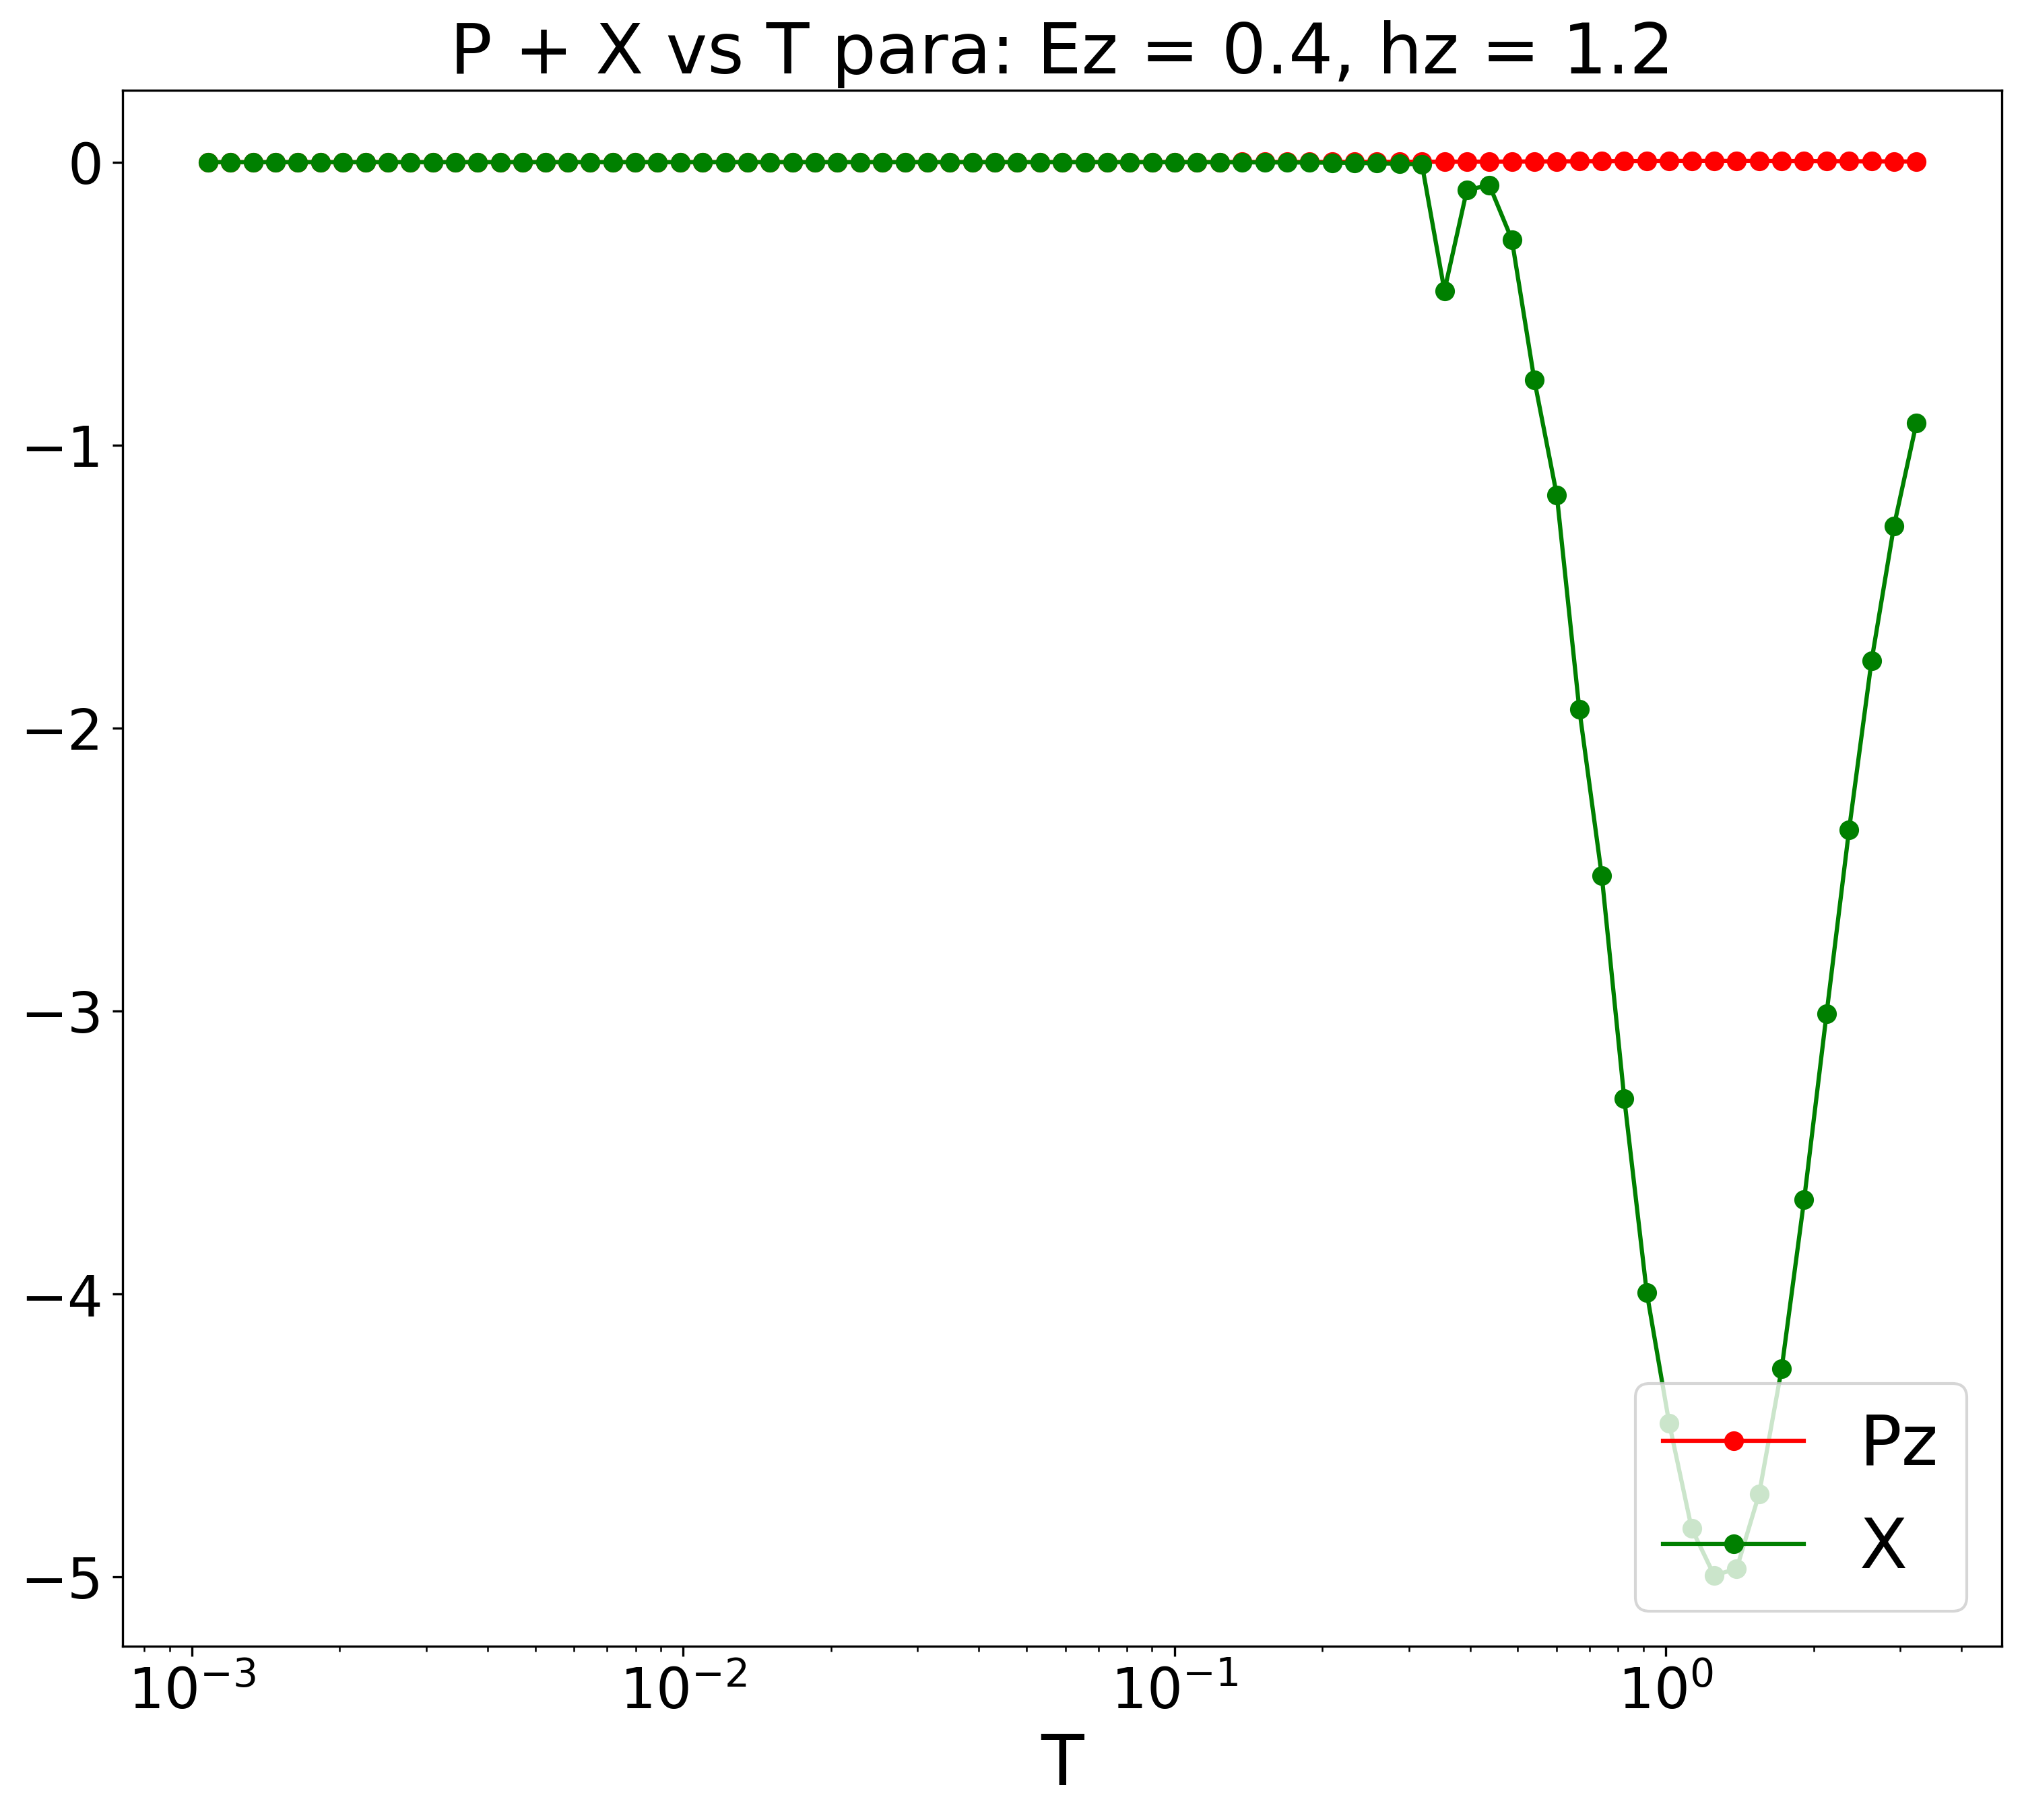 P + X vs T para: Ez = 0.4, hz = 1.2
0
−1
−2
−3
−4
−5
Pz
X
10⁻³
10⁻²
10⁻¹
10⁰
T